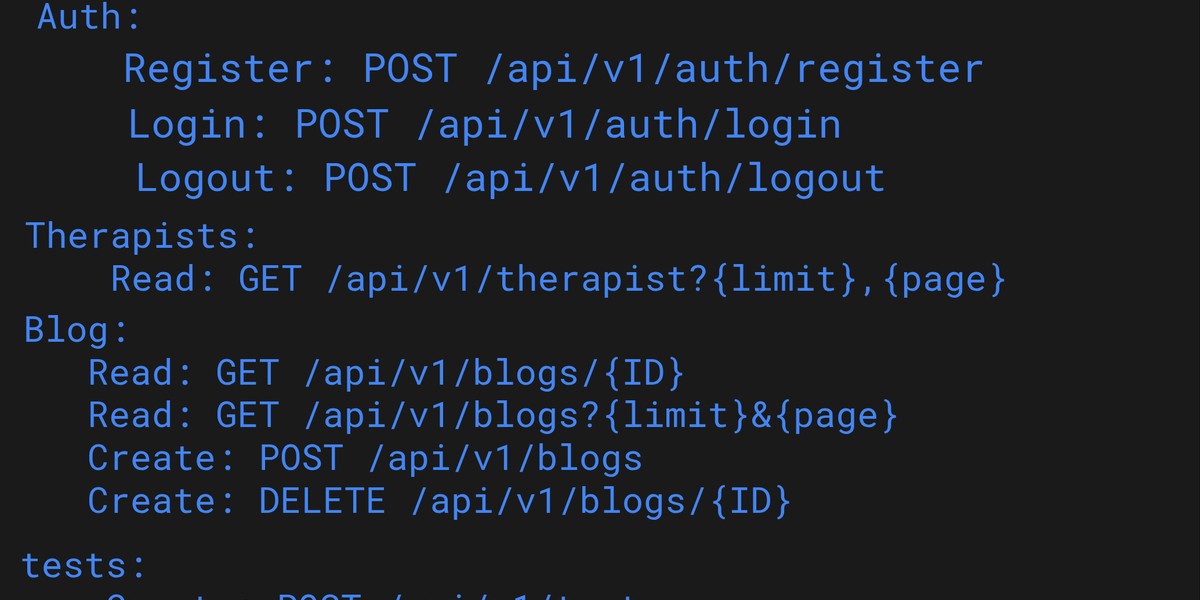 Auth:
Register: POST /api/v1/auth/register
Login: POST /api/v1/auth/login
Logout: POST /api/v1/auth/logout
Therapists:
Read: GET /api/v1/therapist?{limit},{page}
Blog:
Read: GET /api/v1/blogs/{ID}
Read: GET /api/v1/blogs?{limit}&{page}
Create: POST /api/v1/blogs
Create: DELETE /api/v1/blogs/{ID}
tests: